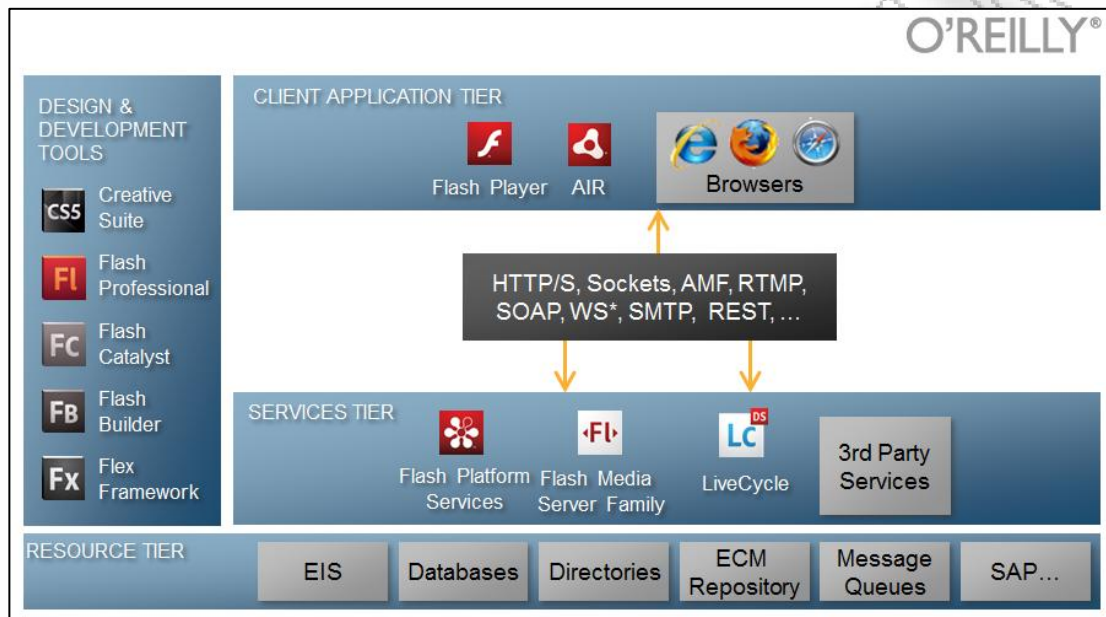 O'REILLY®
DESIGN &
DEVELOPMENT
TOOLS
CS5
Creative
Suite
Fl
Flash
Professional
Fc
Flash
Catalyst
FB
Flash
Builder
Fx
Flex
Framework
CLIENT APPLICATION TIER
Flash Player
AIR
Browsers
HTTP/S, Sockets, AMF, RTMP,
SOAP, WS*, SMTP, REST, ...
SERVICES TIER
Flash Platform
Services
Fl
Flash Media
Server Family
LC
DS
LiveCycle
3rd Party
Services
RESOURCE TIER
EIS
Databases
Directories
ECM
Repository
Message
Queues
SAP...